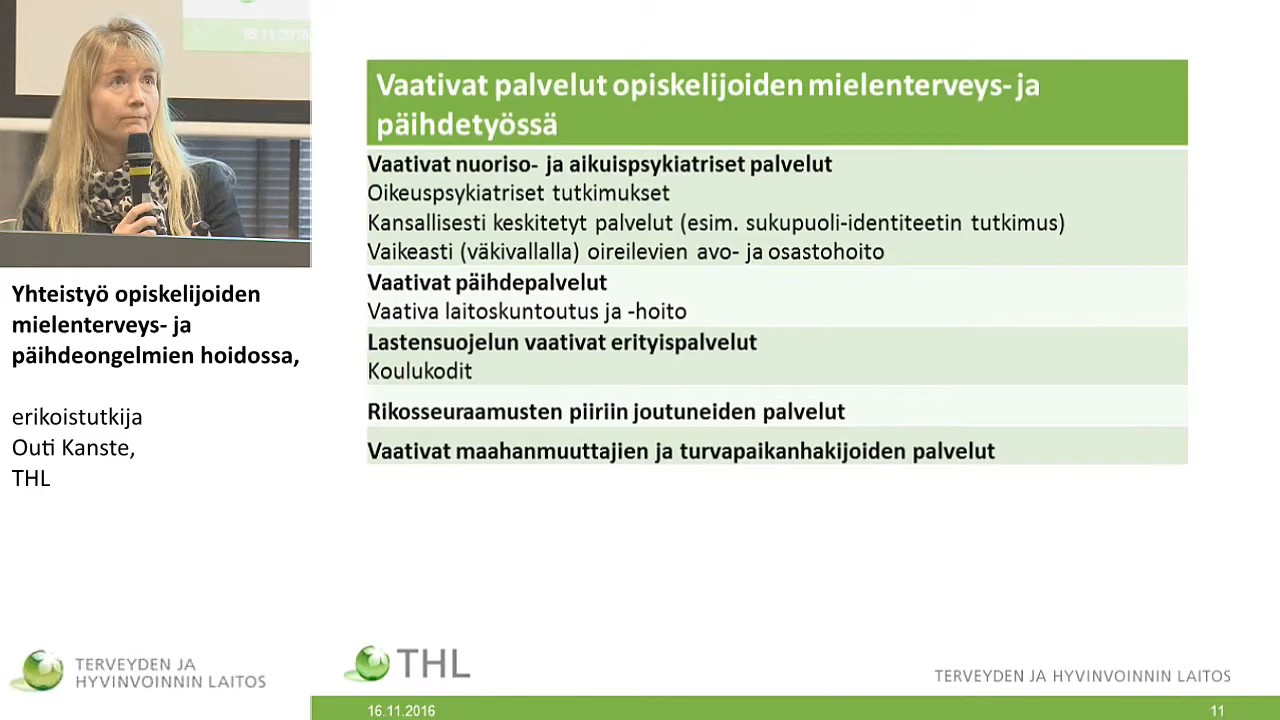 16.11.2016
Vaativat palvelut opiskelijoiden mielenterveys- ja
päihdetyössä
Vaativat nuoriso- ja aikuispsykiatriset palvelut
Oikeuspsykiatriset tutkimukset
Kansallisesti keskitetyt palvelut (esim. sukupuoli-identiteetin tutkimus)
Vaikeasti (väkivallalla) oireilevien avo- ja osastohoito
Vaativat päihdepalvelut
Vaativa laitoskuntoutus ja -hoito
Lastensuojelun vaativat erityispalvelut
Koulukodit
Rikosseuraamusten piiriin joutuneiden palvelut
Vaativat maahanmuuttajien ja turvapaikanhakijoiden palvelut
Yhteistyö opiskelijoiden
mielenterveys- ja
päihdeongelmien hoidossa,
erikoistutkija
Outi Kanste,
THL
TERVEYDEN JA
HYVINVOINNIN LAITOS
THL
TERVEYDEN JA HYVINVOINNIN LAITOS
16.11.2016
11